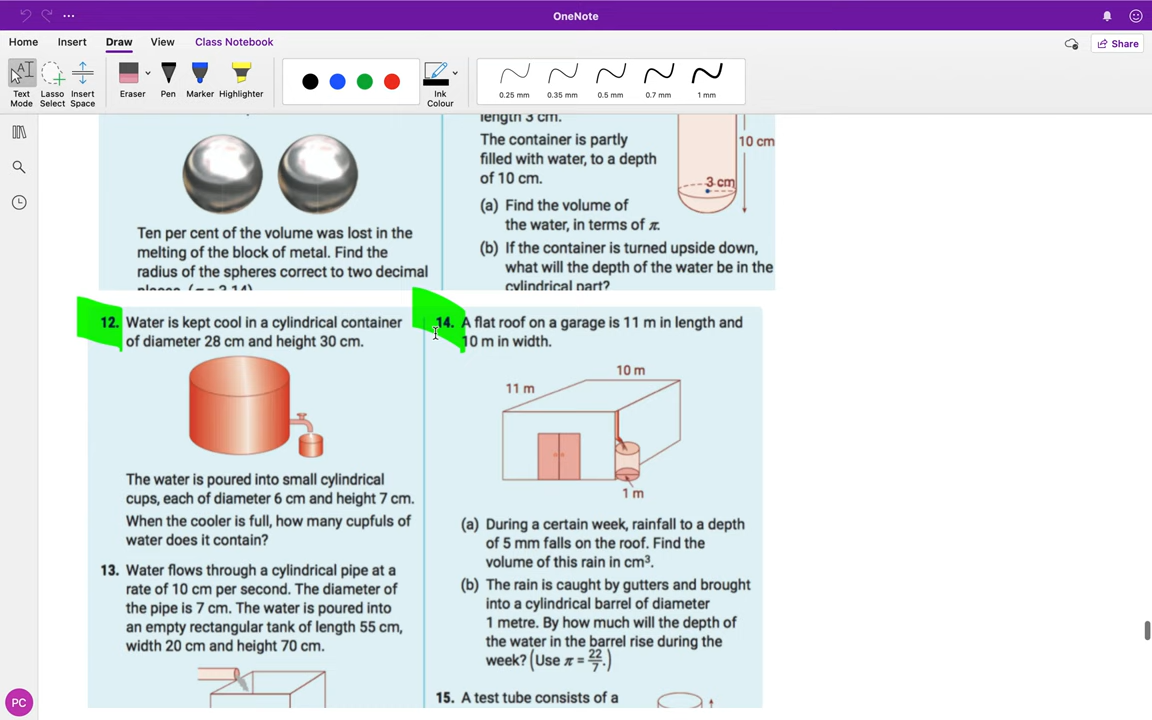 OneNote
Home
Insert
Draw
View
Class Notebook
Share
Text
Mode
Lasso
Select
Insert
Space
Eraser
Pen
Marker
Highlighter
Ink
Colour
0.25 mm
0.35 mm
0.5 mm
0.7 mm
1 mm
Ten per cent of the volume was lost in the
melting of the block of metal. Find the
radius of the spheres correct to two decimal
length 3 cm.
The container is partly
filled with water, to a depth
of 10 cm.
(a) Find the volume of
the water, in terms of π.
(b) If the container is turned upside down,
what will the depth of the water be in the
cylindrical part?
10 cm
3 cm
12. Water is kept cool in a cylindrical container
of diameter 28 cm and height 30 cm.
The water is poured into small cylindrical
cups, each of diameter 6 cm and height 7 cm.
When the cooler is full, how many cupfuls of
water does it contain?
13. Water flows through a cylindrical pipe at a
rate of 10 cm per second. The diameter of
the pipe is 7 cm. The water is poured into
an empty rectangular tank of length 55 cm,
width 20 cm and height 70 cm.
14. A flat roof on a garage is 11 m in length and
10 m in width.
10 m
11 m
1 m
(a) During a certain week, rainfall to a depth
of 5 mm falls on the roof. Find the
volume of this rain in cm³.
(b) The rain is caught by gutters and brought
into a cylindrical barrel of diameter
1 metre. By how much will the depth of
the water in the barrel rise during the
week? (Use π = 22/7.)
15. A test tube consists of a
PC